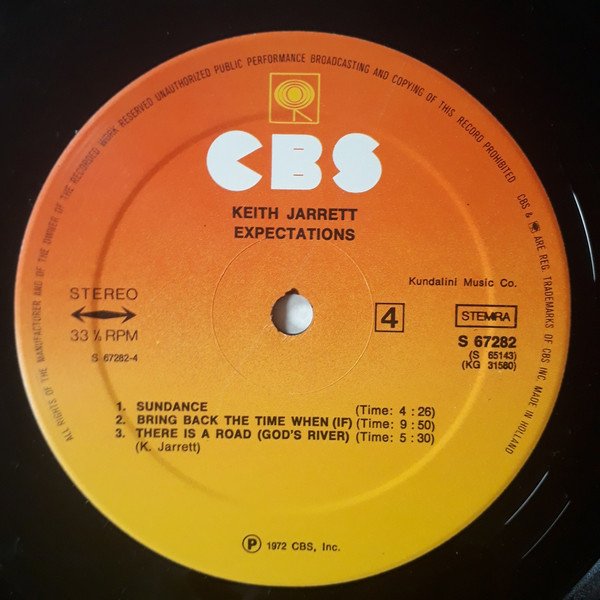 ALL RIGHTS OF THE MANUFACTURER AND OF THE OWNER OF THE RECORDED WORK RESERVED UNAUTHORIZED PUBLIC PERFORMANCE BROADCASTING AND COPYING OF THIS RECORD PROHIBITED
CBS & ARE REG. TRADEMARKS OF CBS INC. MADE IN HOLLAND
CBS
KEITH JARRETT
EXPECTATIONS
Kundalini Music Co.
STEREO
33⅓ RPM
S 67282-4
4
STEMRA
S 67282
(S 65143)
(KG 31580)
1. SUNDANCE (Time: 4 : 26)
2. BRING BACK THE TIME WHEN (IF) (Time: 9 : 50)
3. THERE IS A ROAD (GOD'S RIVER) (Time: 5 : 30)
(K. Jarrett)
Ⓟ 1972 CBS, Inc.